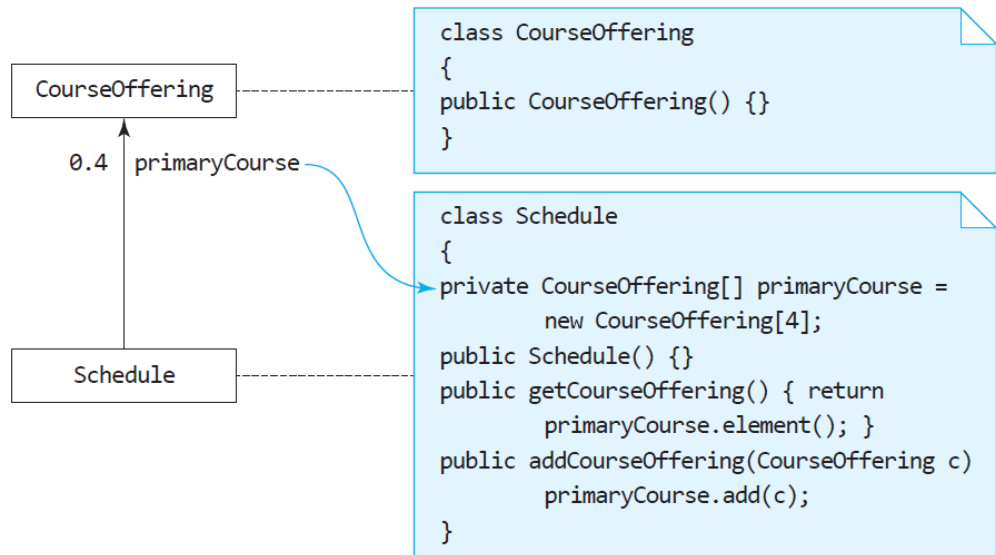 CourseOffering
0.4 primaryCourse
Schedule
class CourseOffering
{
public CourseOffering() {}
}
class Schedule
{
private CourseOffering[] primaryCourse =
new CourseOffering[4];
public Schedule() {}
public getCourseOffering() { return
primaryCourse.element(); }
public addCourseOffering(CourseOffering c)
primaryCourse.add(c);
}